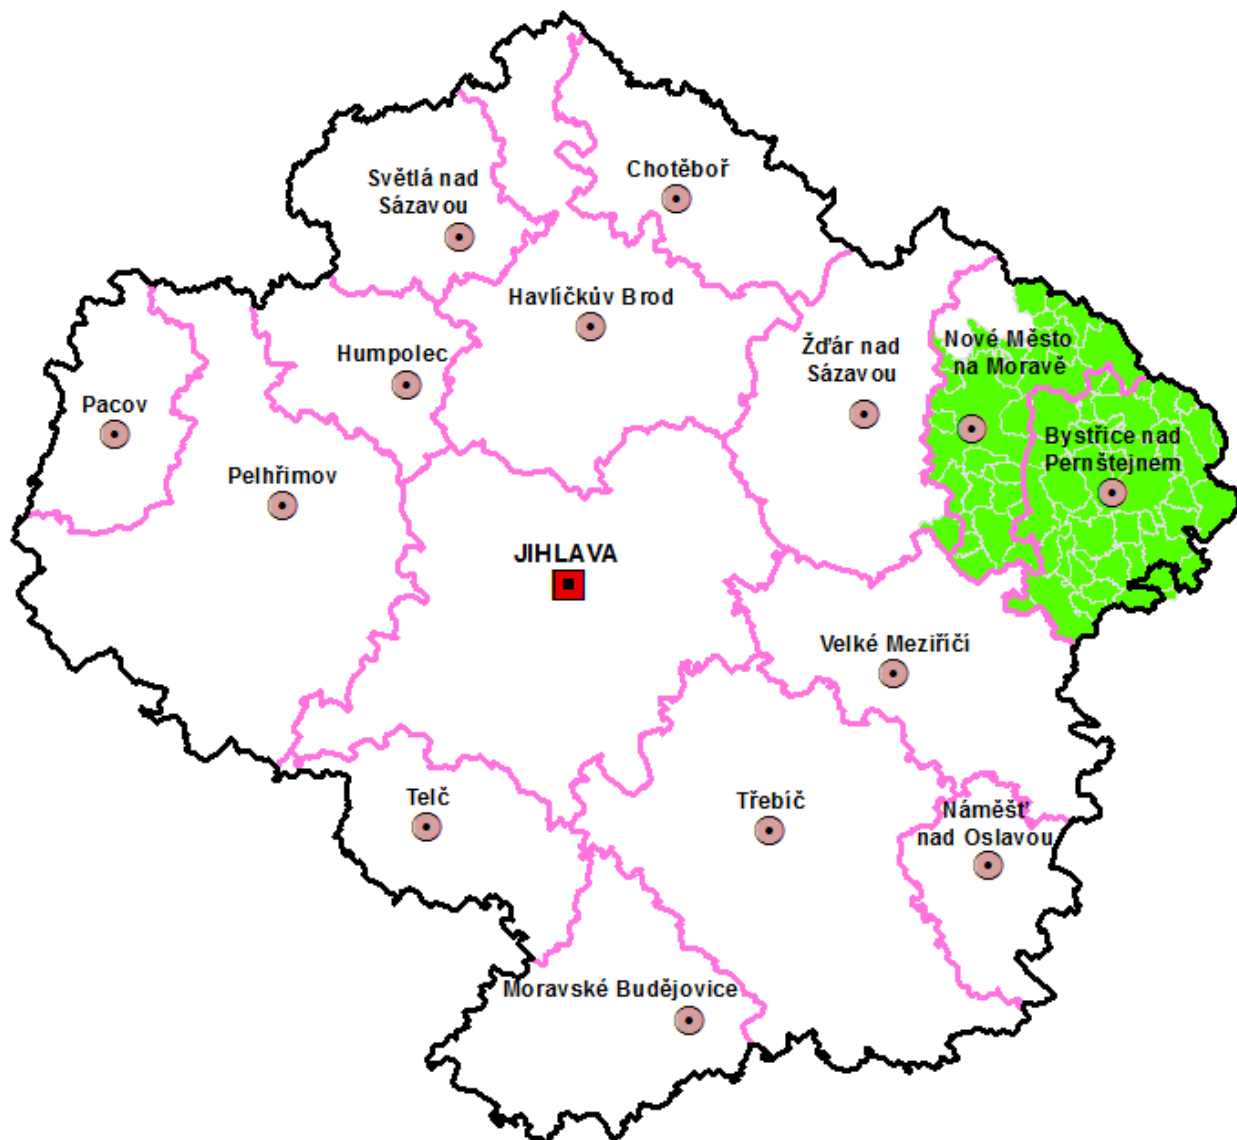 Chotěboř
Světlá nad
Sázavou
Havlíčkův Brod
Humpolec
Žďár nad
Sázavou
Nové Město
na Moravě
Pacov
Bystřice nad
Pernštejnem
Pelhřimov
JIHLAVA
Velké Meziříčí
Telč
Třebíč
Náměšť
nad Oslavou
Moravské Budějovice